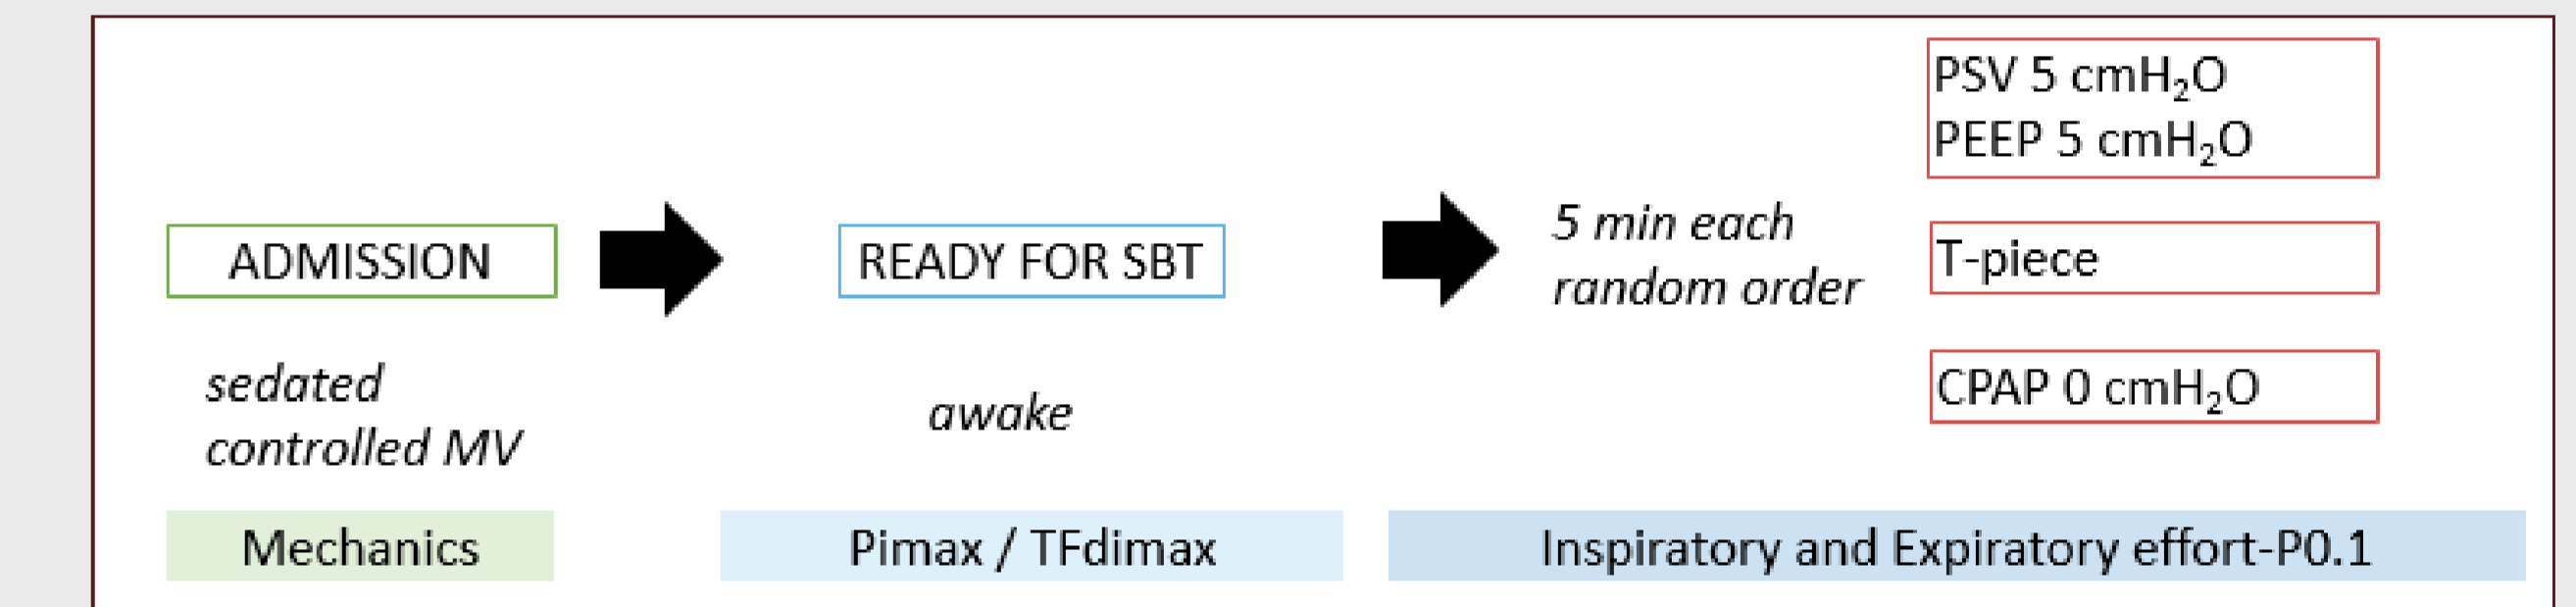 ADMISSION
sedated
controlled MV
Mechanics
READY FOR SBT
awake
Pimax / TFdimax
5 min each
random order
PSV 5 cmH₂O
PEEP 5 cmH₂O
T-piece
CPAP 0 cmH₂O
Inspiratory and Expiratory effort-P0.1